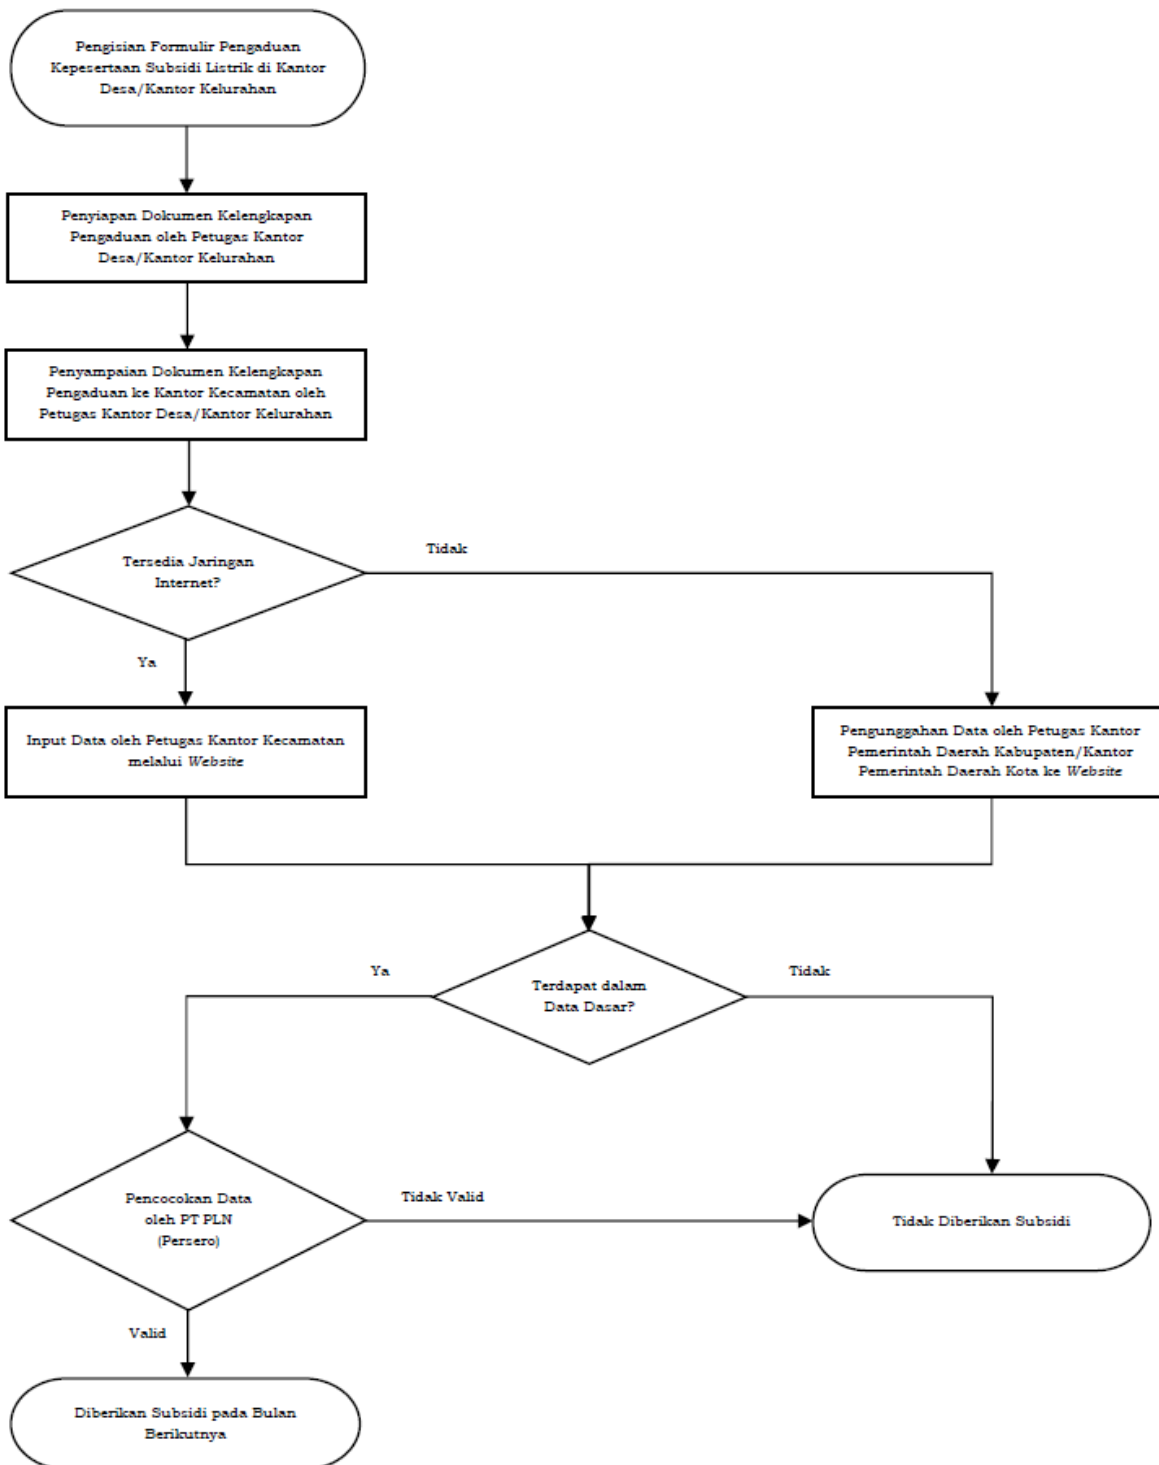 Pengisian Formulir Pengaduan
Kepesertaan Subsidi Listrik di Kantor
Desa/Kantor Kelurahan
Penyiapan Dokumen Kelengkapan
Pengaduan oleh Petugas Kantor
Desa/Kantor Kelurahan
Penyampaian Dokumen Kelengkapan
Pengaduan ke Kantor Kecamatan oleh
Petugas Kantor Desa/Kantor Kelurahan
Tersedia Jaringan
Internet?
Tidak
Ya
Input Data oleh Petugas Kantor Kecamatan
melalui Website
Pengunggahan Data oleh Petugas Kantor
Pemerintah Daerah Kabupaten/Kantor
Pemerintah Daerah Kota ke Website
Terdapat dalam
Data Dasar?
Ya
Tidak
Pencocokan Data
oleh PT PLN
(Persero)
Tidak Valid
Tidak Diberikan Subsidi
Valid
Diberikan Subsidi pada Bulan
Berikutnya